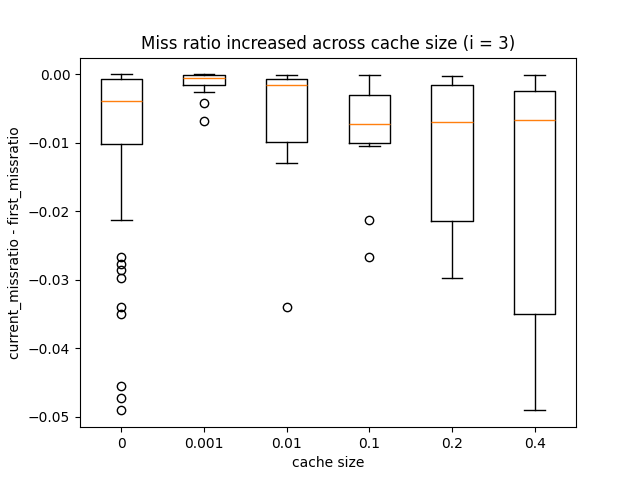 Miss ratio increased across cache size (i = 3)
current_missratio - first_missratio
0.00
−0.01
−0.02
−0.03
−0.04
−0.05
0 0.001 0.01 0.1 0.2 0.4
cache size